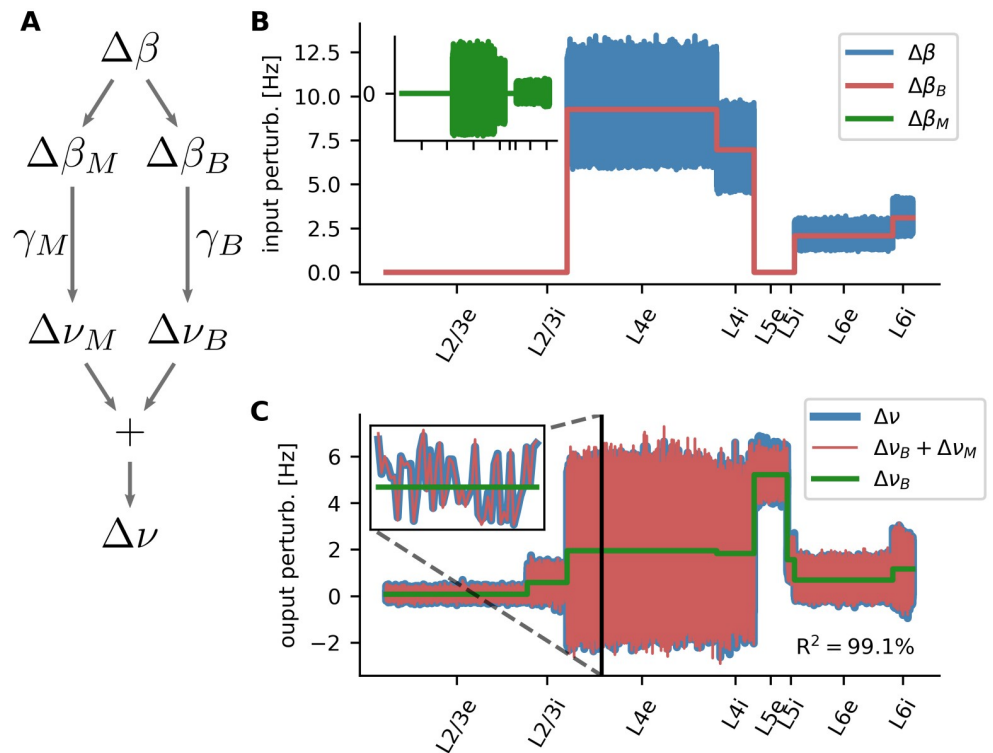 A
Δβ
Δβ_M Δβ_B
γ_M γ_B
Δν_M Δν_B
+
Δν
B
input perturb. [Hz]
12.5
10.0
7.5
5.0
2.5
0.0
0
Δβ
Δβ_B
Δβ_M
L2/3e L2/3i L4e L4i L5e L5i L6e L6i
C
ouput perturb. [Hz]
6
4
2
0
−2
Δν
Δν_B + Δν_M
Δν_B
R² = 99.1%
L2/3e L2/3i L4e L4i L5e L5i L6e L6i